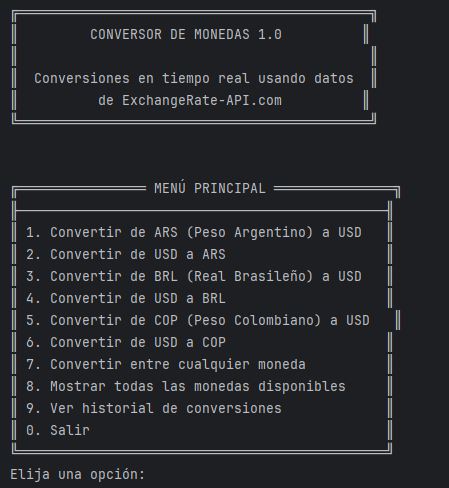 CONVERSOR DE MONEDAS 1.0
Conversiones en tiempo real usando datos
de ExchangeRate-API.com
MENÚ PRINCIPAL
1. Convertir de ARS (Peso Argentino) a USD
2. Convertir de USD a ARS
3. Convertir de BRL (Real Brasileño) a USD
4. Convertir de USD a BRL
5. Convertir de COP (Peso Colombiano) a USD
6. Convertir de USD a COP
7. Convertir entre cualquier moneda
8. Mostrar todas las monedas disponibles
9. Ver historial de conversiones
0. Salir
Elija una opción: